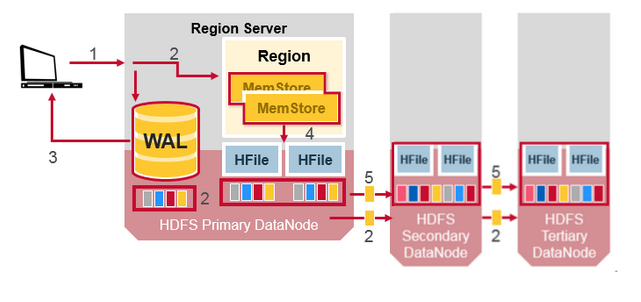 Region Server
1
2
Region
MemStore
MemStore
WAL
4
3
HFile
HFile
2
5
HDFS Primary DataNode
2
HFile
HFile
5
HDFS
Secondary
DataNode
2
HFile
HFile
HDFS
Tertiary
DataNode